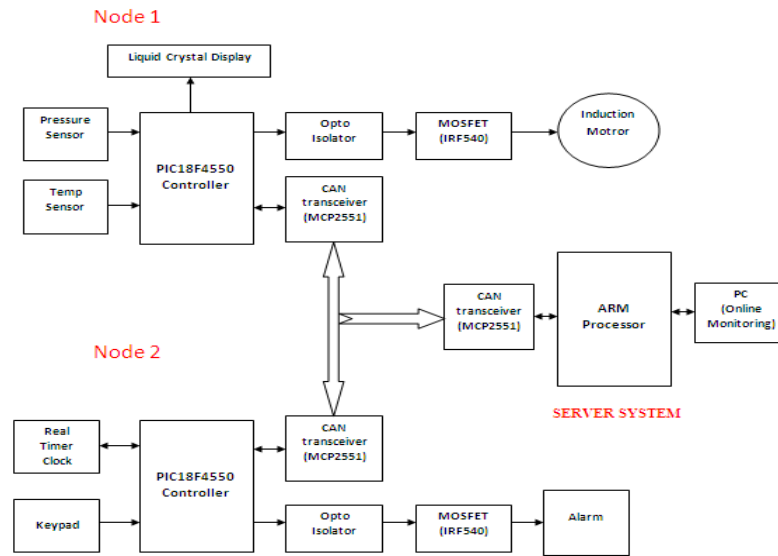 Node 1
Liquid Crystal Display
Pressure
Sensor
PIC18F4550
Controller
Opto
Isolator
MOSFET
(IRF540)
Induction
Motror
Temp
Sensor
CAN
transceiver
(MCP2551)
CAN
transceiver
(MCP2551)
ARM
Processor
PC
(Online
Monitoring)
SERVER SYSTEM
Node 2
Real
Timer
Clock
PIC18F4550
Controller
CAN
transceiver
(MCP2551)
Keypad
Opto
Isolator
MOSFET
(IRF540)
Alarm